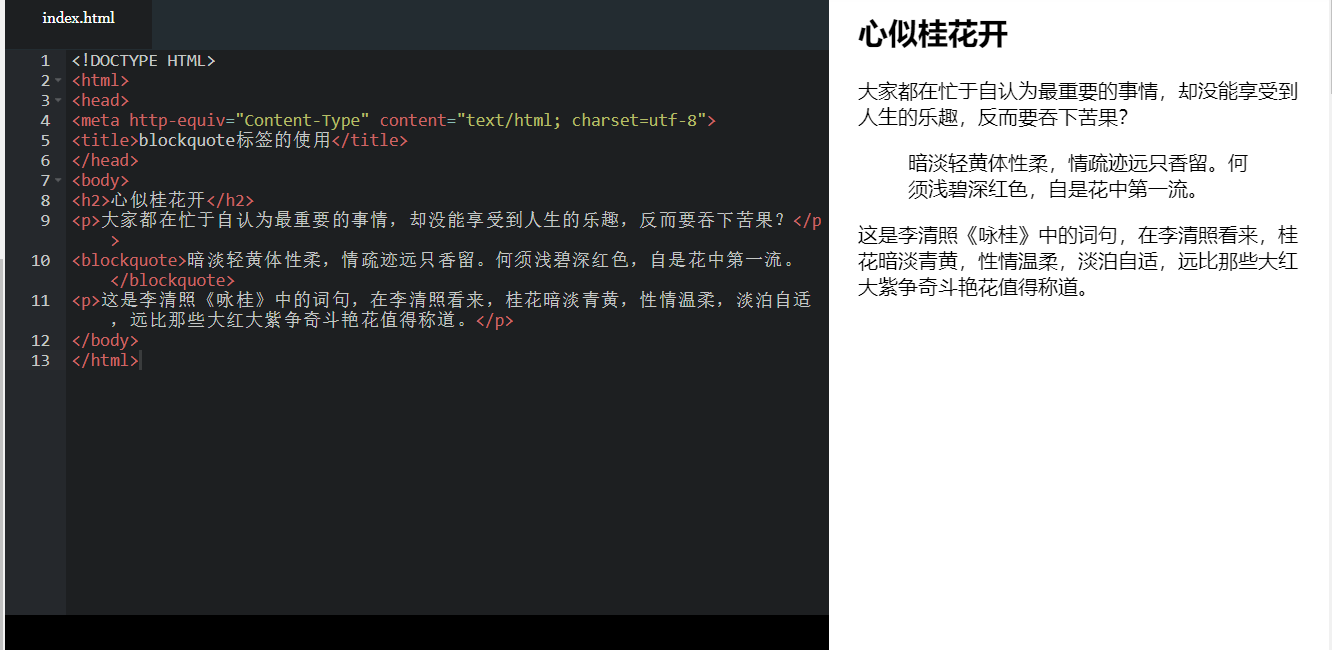 index.html
1 <!DOCTYPE HTML>
2 <html>
3 <head>
4 <meta http-equiv="Content-Type" content="text/html; charset=utf-8">
5 <title>blockquote标签的使用</title>
6 </head>
7 <body>
8 <h2>心似桂花开</h2>
9 <p>大家都在忙于自认为最重要的事情，却没能享受到人生的乐趣，反而要吞下苦果？</p
>
10 <blockquote>暗淡轻黄体性柔，情疏迹远只香留。何须浅碧深红色，自是花中第一流。
</blockquote>
11 <p>这是李清照《咏桂》中的词句，在李清照看来，桂花暗淡青黄，性情温柔，淡泊自适
，远比那些大红大紫争奇斗艳花值得称道。</p>
12 </body>
13 </html>
心似桂花开
大家都在忙于自认为最重要的事情，却没能享受到
人生的乐趣，反而要吞下苦果？
暗淡轻黄体性柔，情疏迹远只香留。何
须浅碧深红色，自是花中第一流。
这是李清照《咏桂》中的词句，在李清照看来，桂
花暗淡青黄，性情温柔，淡泊自适，远比那些大红
大紫争奇斗艳花值得称道。